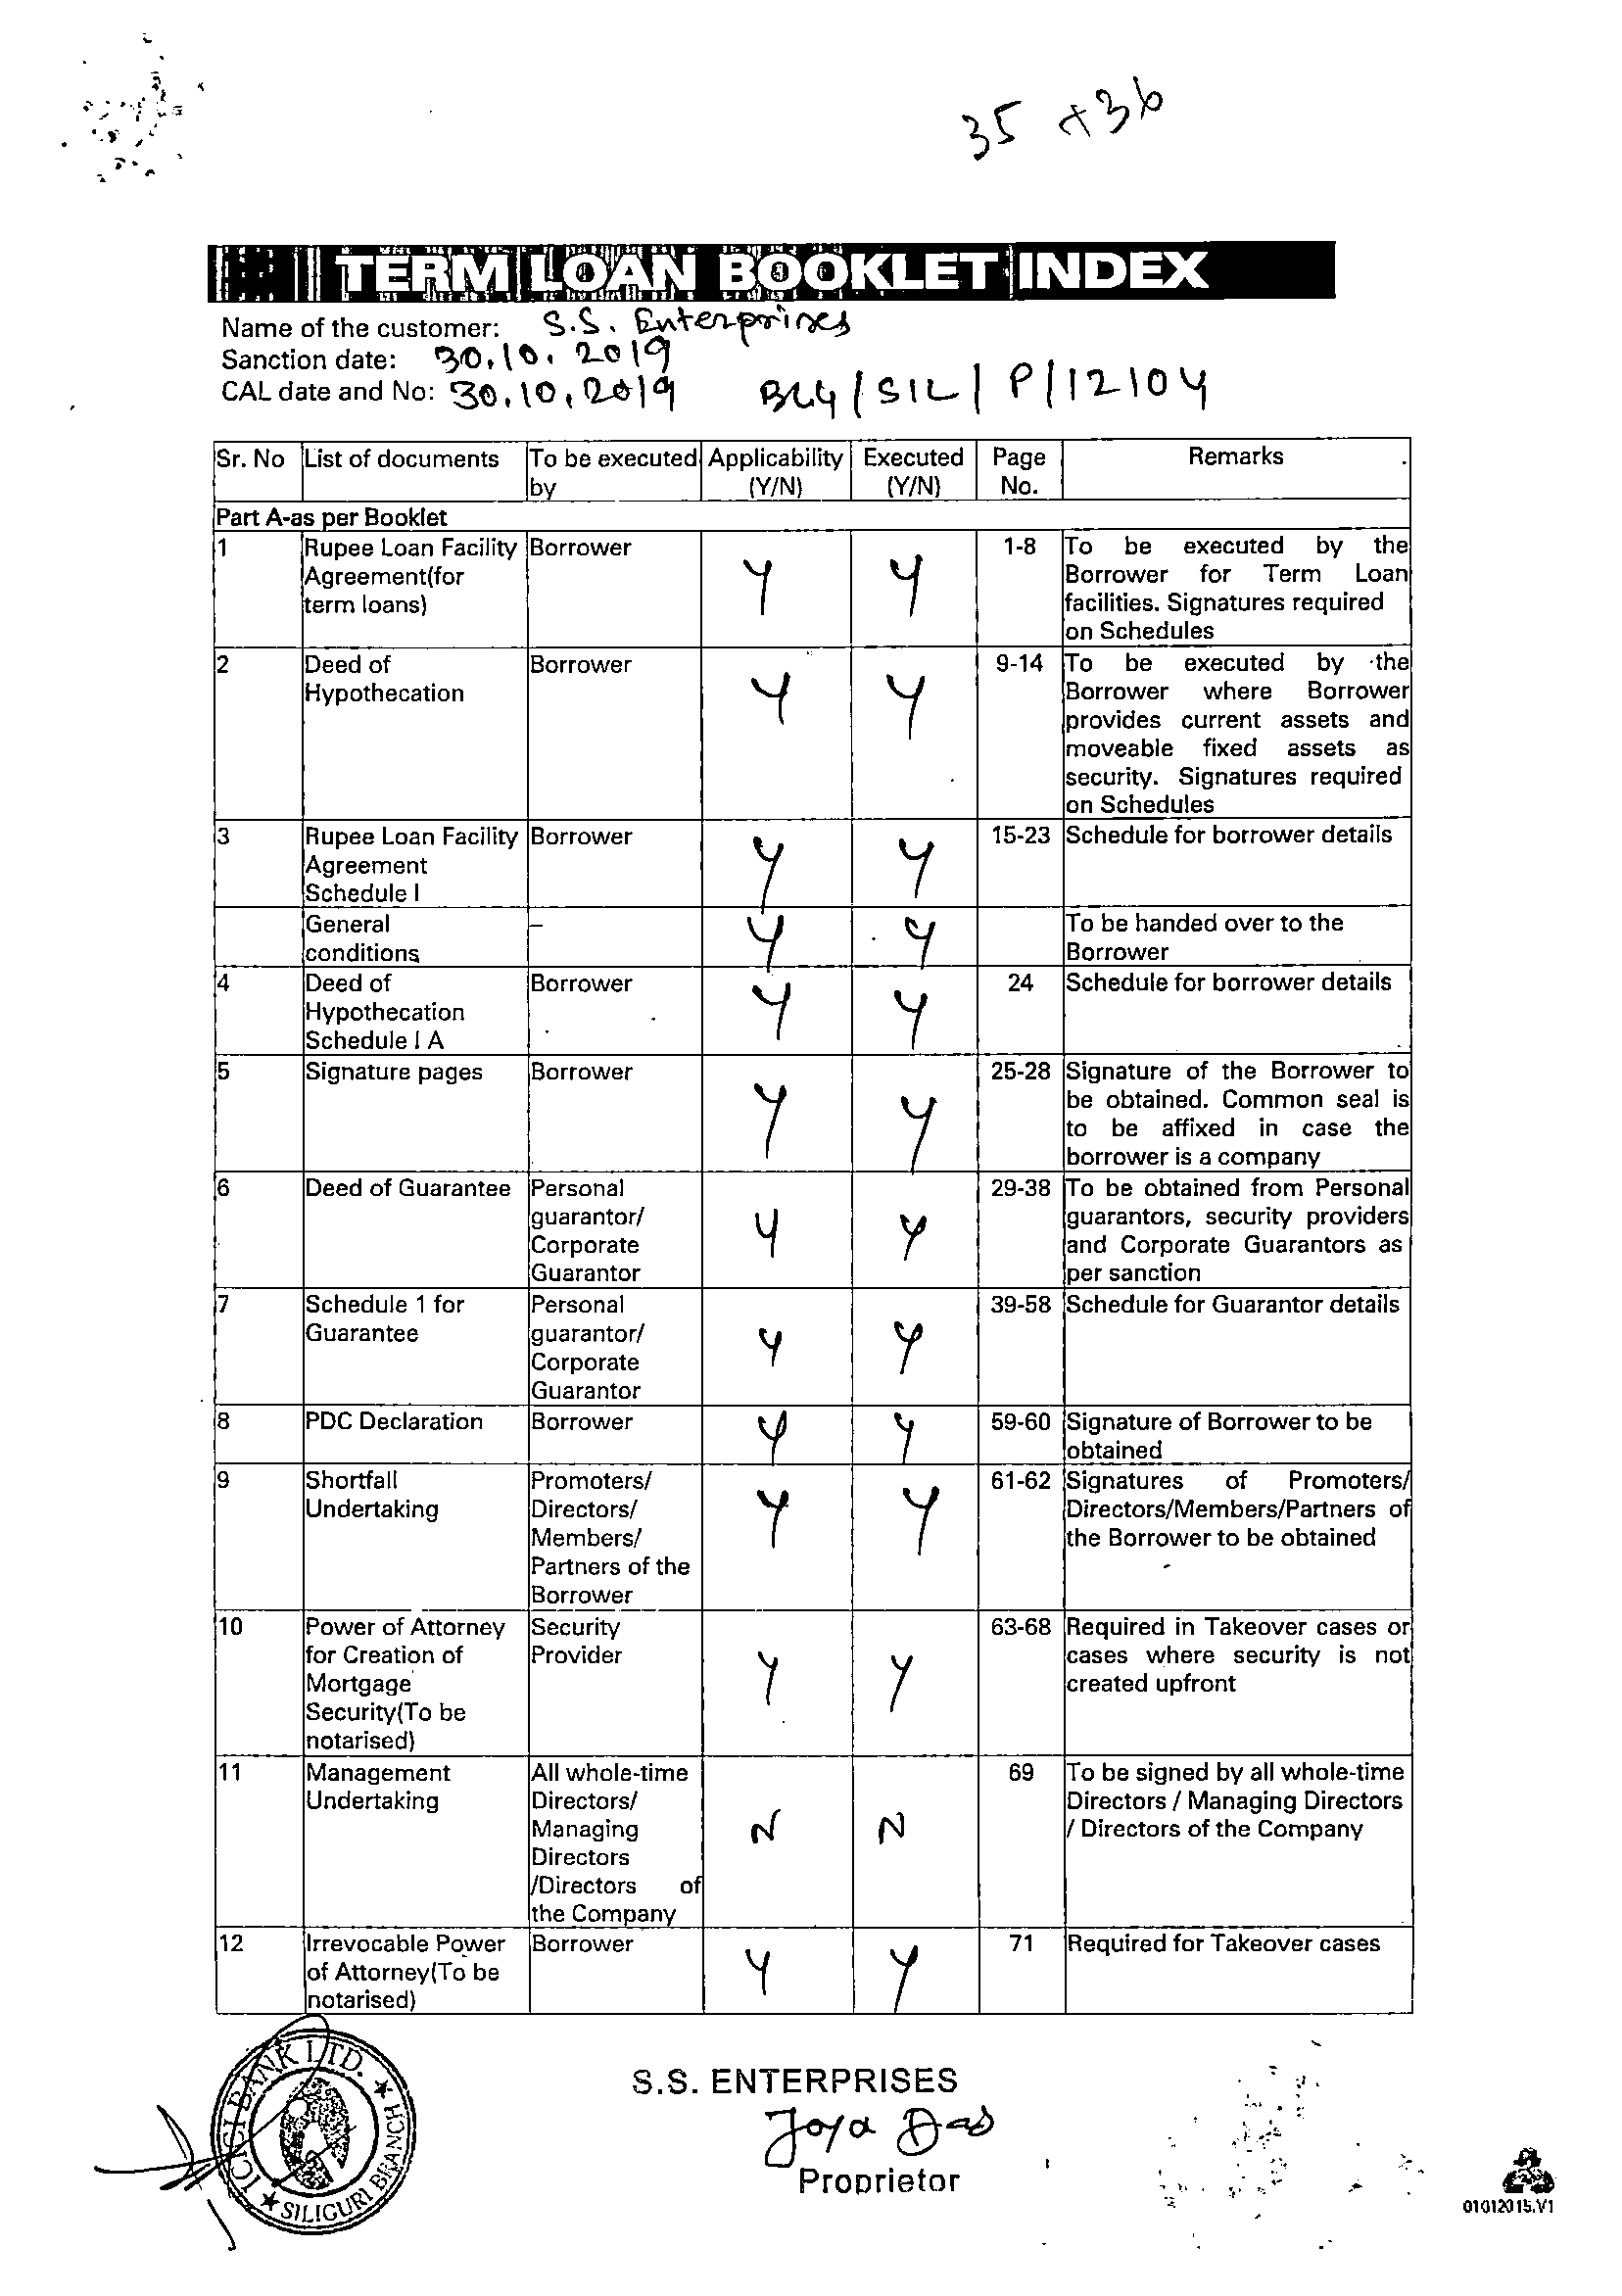 35 +36
TERM LOAN BOOKLET INDEX
Name of the customer: S.S. Enterprises
Sanction date: 30.10.2019
CAL date and No: 30.10.2019 BLG/SIL/P/12104
Sr. No List of documents To be executed by Applicability (Y/N) Executed (Y/N) Page No. Remarks
Part A-as per Booklet
1 Rupee Loan Facility Borrower Y Y 1-8 To be executed by the
Agreement(for Borrower for Term Loan
term loans) facilities. Signatures required
on Schedules
2 Deed of Borrower Y Y 9-14 To be executed by the
Hypothecation Borrower where Borrower
provides current assets and
moveable fixed assets as
security. Signatures required
on Schedules
3 Rupee Loan Facility Borrower Y Y 15-23 Schedule for borrower details
Agreement
Schedule I
General – Y Y To be handed over to the
conditions Borrower
4 Deed of Borrower Y Y 24 Schedule for borrower details
Hypothecation
Schedule I A
5 Signature pages Borrower Y Y 25-28 Signature of the Borrower to
be obtained. Common seal is
to be affixed in case the
borrower is a company
6 Deed of Guarantee Personal Y Y 29-38 To be obtained from Personal
guarantor/ guarantors, security providers
Corporate and Corporate Guarantors as
Guarantor per sanction
7 Schedule 1 for Personal Y Y 39-58 Schedule for Guarantor details
Guarantee guarantor/
Corporate
Guarantor
8 PDC Declaration Borrower Y Y 59-60 Signature of Borrower to be
obtained
9 Shortfall Promoters/ Y Y 61-62 Signatures of Promoters/
Undertaking Directors/ Directors/Members/Partners of
Members/ the Borrower to be obtained
Partners of the
Borrower
10 Power of Attorney Security Y Y 63-68 Required in Takeover cases or
for Creation of Provider cases where security is not
Mortgage created upfront
Security(To be
notarised)
11 Management All whole-time N N 69 To be signed by all whole-time
Undertaking Directors/ Directors / Managing Directors
Managing / Directors of the Company
Directors
/Directors of
the Company
12 Irrevocable Power Borrower Y Y 71 Required for Takeover cases
of Attorney(To be
notarised)
ICICI BANK LTD.
★ SILIGURI BRANCH ★
S.S. ENTERPRISES
Joya Das
Proprietor
01012015.V1